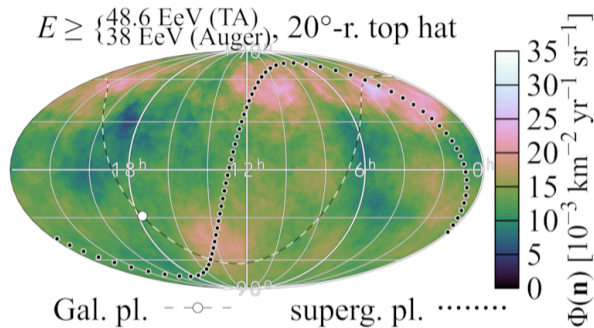 E ≥ {48.6 EeV (TA)
38 EeV (Auger), 20°-r. top hat
18ʰ 12ʰ 6ʰ 0ʰ
-90°
35
30
25
20
15
10
5
0
Φ(n) [10⁻³ km⁻² yr⁻¹ sr⁻¹]
Gal. pl. superg. pl.